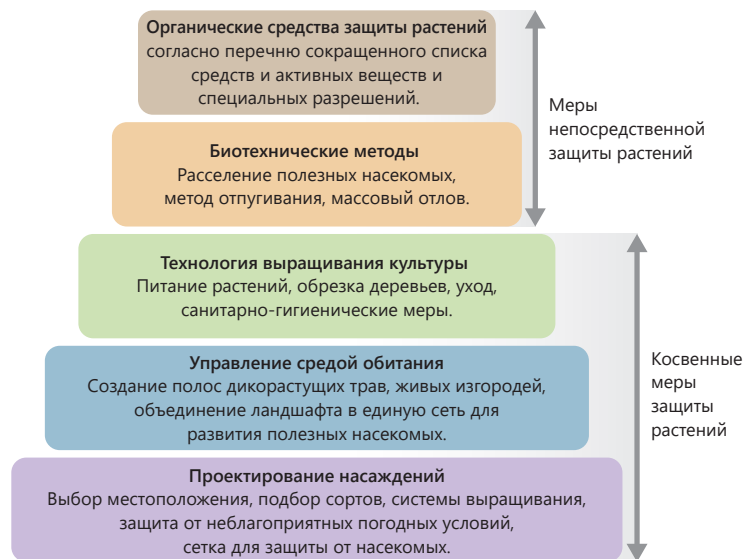 Органические средства защиты растений
согласно перечню сокращенного списка
средств и активных веществ и
специальных разрешений.
Биотехнические методы
Расселение полезных насекомых,
метод отпугивания, массовый отлов.
Меры
непосредственной
защиты растений
Технология выращивания культуры
Питание растений, обрезка деревьев, уход,
санитарно-гигиенические меры.
Управление средой обитания
Создание полос дикорастущих трав, живых изгородей,
объединение ландшафта в единую сеть для
развития полезных насекомых.
Проектирование насаждений
Выбор местоположения, подбор сортов, системы выращивания,
защита от неблагоприятных погодных условий,
сетка для защиты от насекомых.
Косвенные
меры
защиты
растений